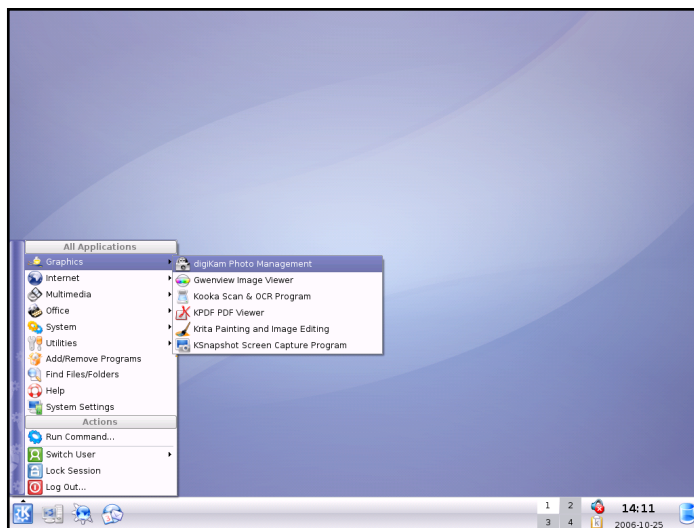 All Applications
Graphics
Internet
Multimedia
Office
System
Utilities
Add/Remove Programs
Find Files/Folders
Help
System Settings
Actions
Run Command...
Switch User
Lock Session
Log Out...
digiKam Photo Management
Gwenview Image Viewer
Kooka Scan & OCR Program
KPDF PDF Viewer
Krita Painting and Image Editing
KSnapshot Screen Capture Program
1 2
3 4
14:11
2006-10-25